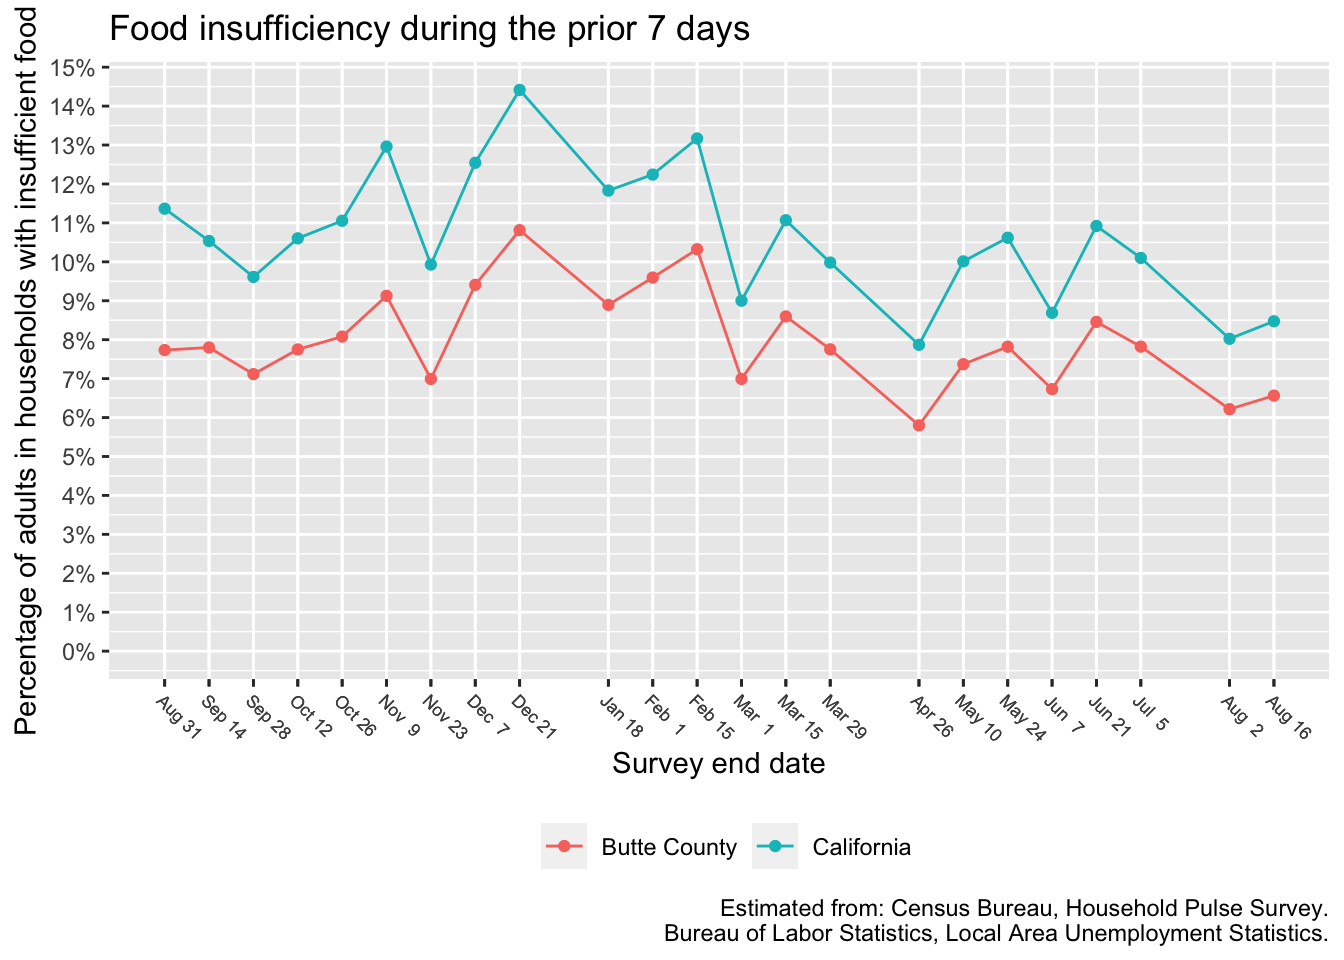 Food insufficiency during the prior 7 days
Percentage of adults in households with insufficient food
15%
14%
13%
12%
11%
10%
9%
8%
7%
6%
5%
4%
3%
2%
1%
0%
Aug 31
Sep 14
Sep 28
Oct 12
Oct 26
Nov 9
Nov 23
Dec 7
Dec 21
Jan 18
Feb 1
Feb 15
Mar 1
Mar 15
Mar 29
Apr 26
May 10
May 24
Jun 7
Jun 21
Jul 5
Aug 2
Aug 16
Survey end date
Butte County
California
Estimated from: Census Bureau, Household Pulse Survey.
Bureau of Labor Statistics, Local Area Unemployment Statistics.